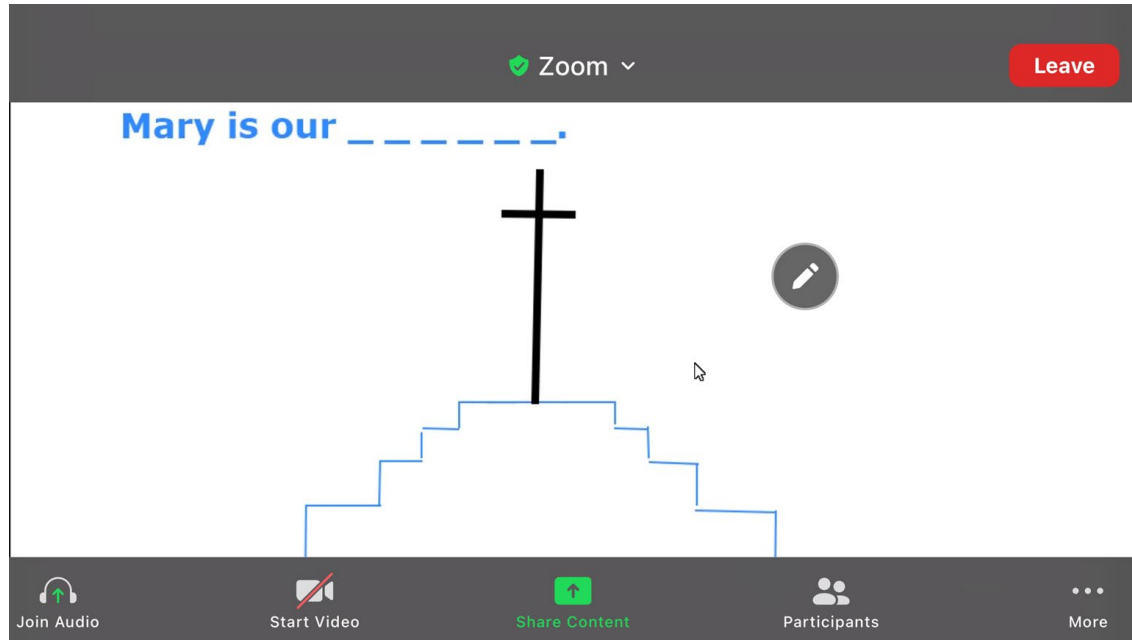 Zoom
Leave
Mary is our _ _ _ _ _ _.
Join Audio
Start Video
Share Content
Participants
More